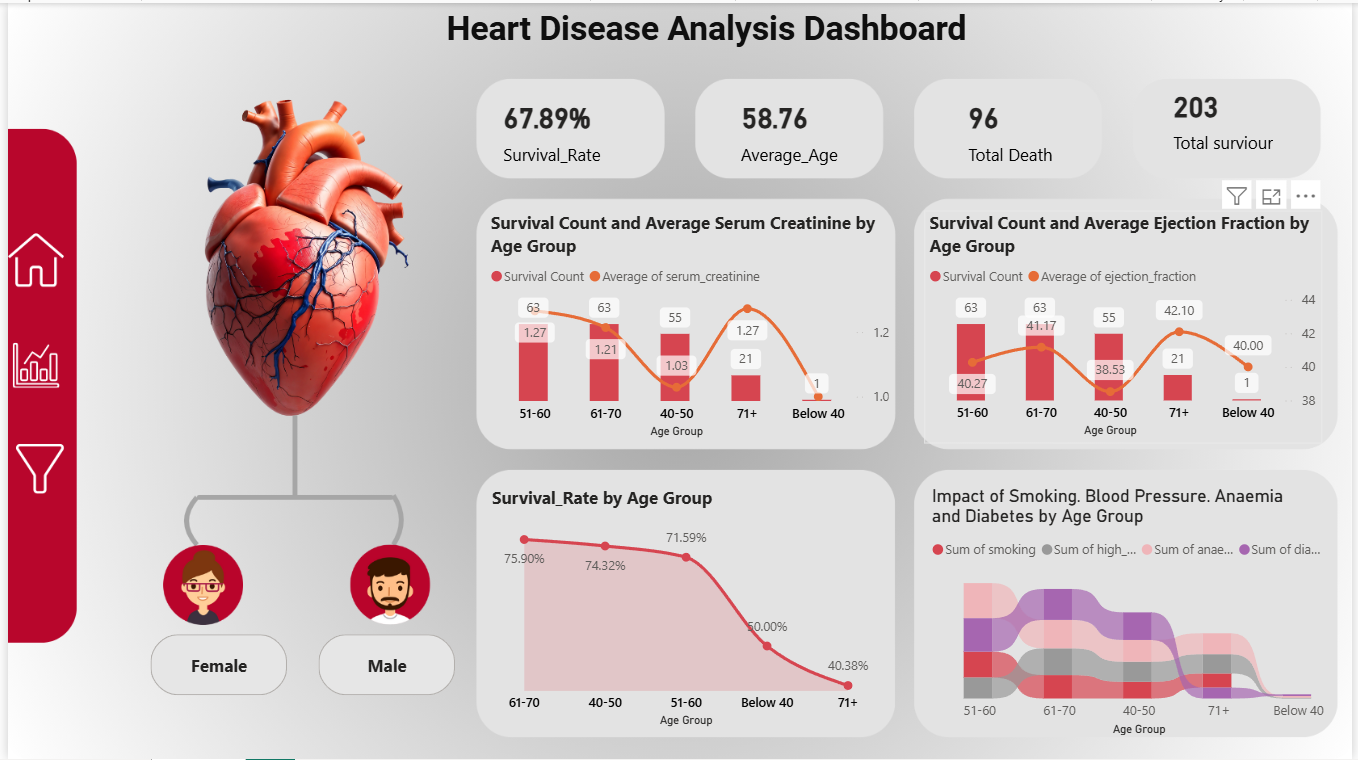 Heart Disease Analysis Dashboard
67.89%
Survival_Rate
58.76
Average_Age
96
Total Death
203
Total surviour
Survival Count and Average Serum Creatinine by
Age Group
Survival Count Average of serum_creatinine
63 63 55 1.27 21 1
1.27 1.21 1.03
1.2
1.0
51-60 61-70 40-50 71+ Below 40
Age Group
Survival Count and Average Ejection Fraction by
Age Group
Survival Count Average of ejection_fraction
63 63 55 42.10 40.00
40.27 41.17 38.53 21 1
44
42
40
38
51-60 61-70 40-50 71+ Below 40
Age Group
Survival_Rate by Age Group
75.90% 74.32% 71.59% 50.00% 40.38%
61-70 40-50 51-60 Below 40 71+
Age Group
Impact of Smoking. Blood Pressure. Anaemia
and Diabetes by Age Group
Sum of smoking Sum of high_... Sum of anae... Sum of dia...
51-60 61-70 40-50 71+ Below 40
Age Group
Female
Male